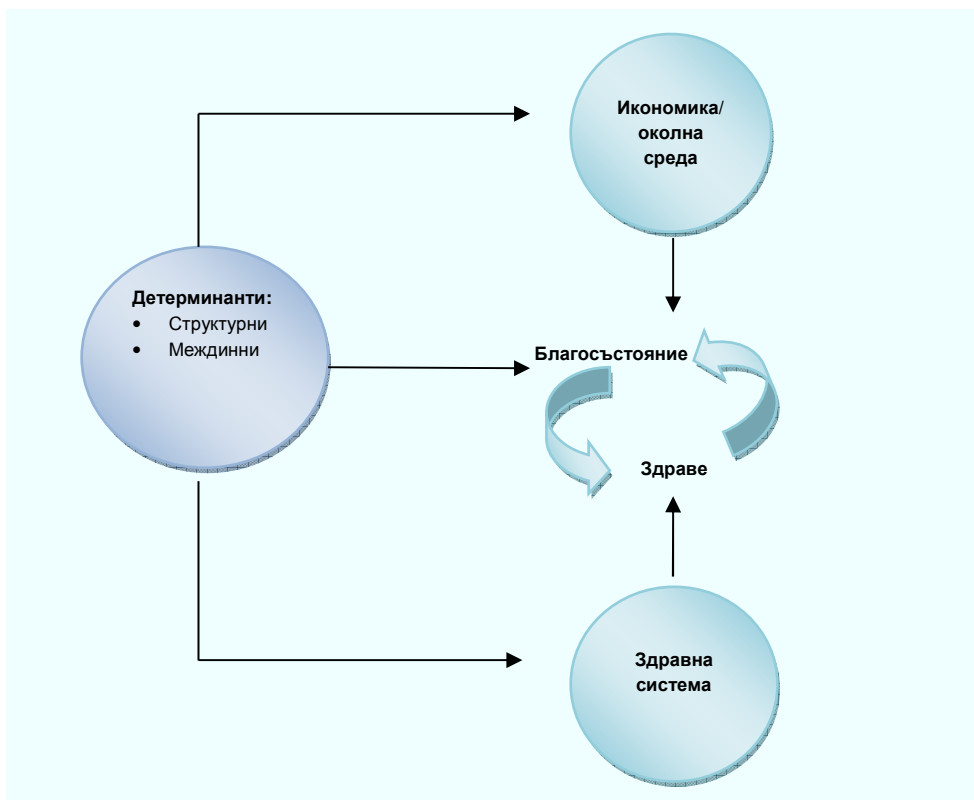 Икономика/
околна
среда
Детерминанти:
• Структурни
• Междинни
Благосъстояние
Здраве
Здравна
система